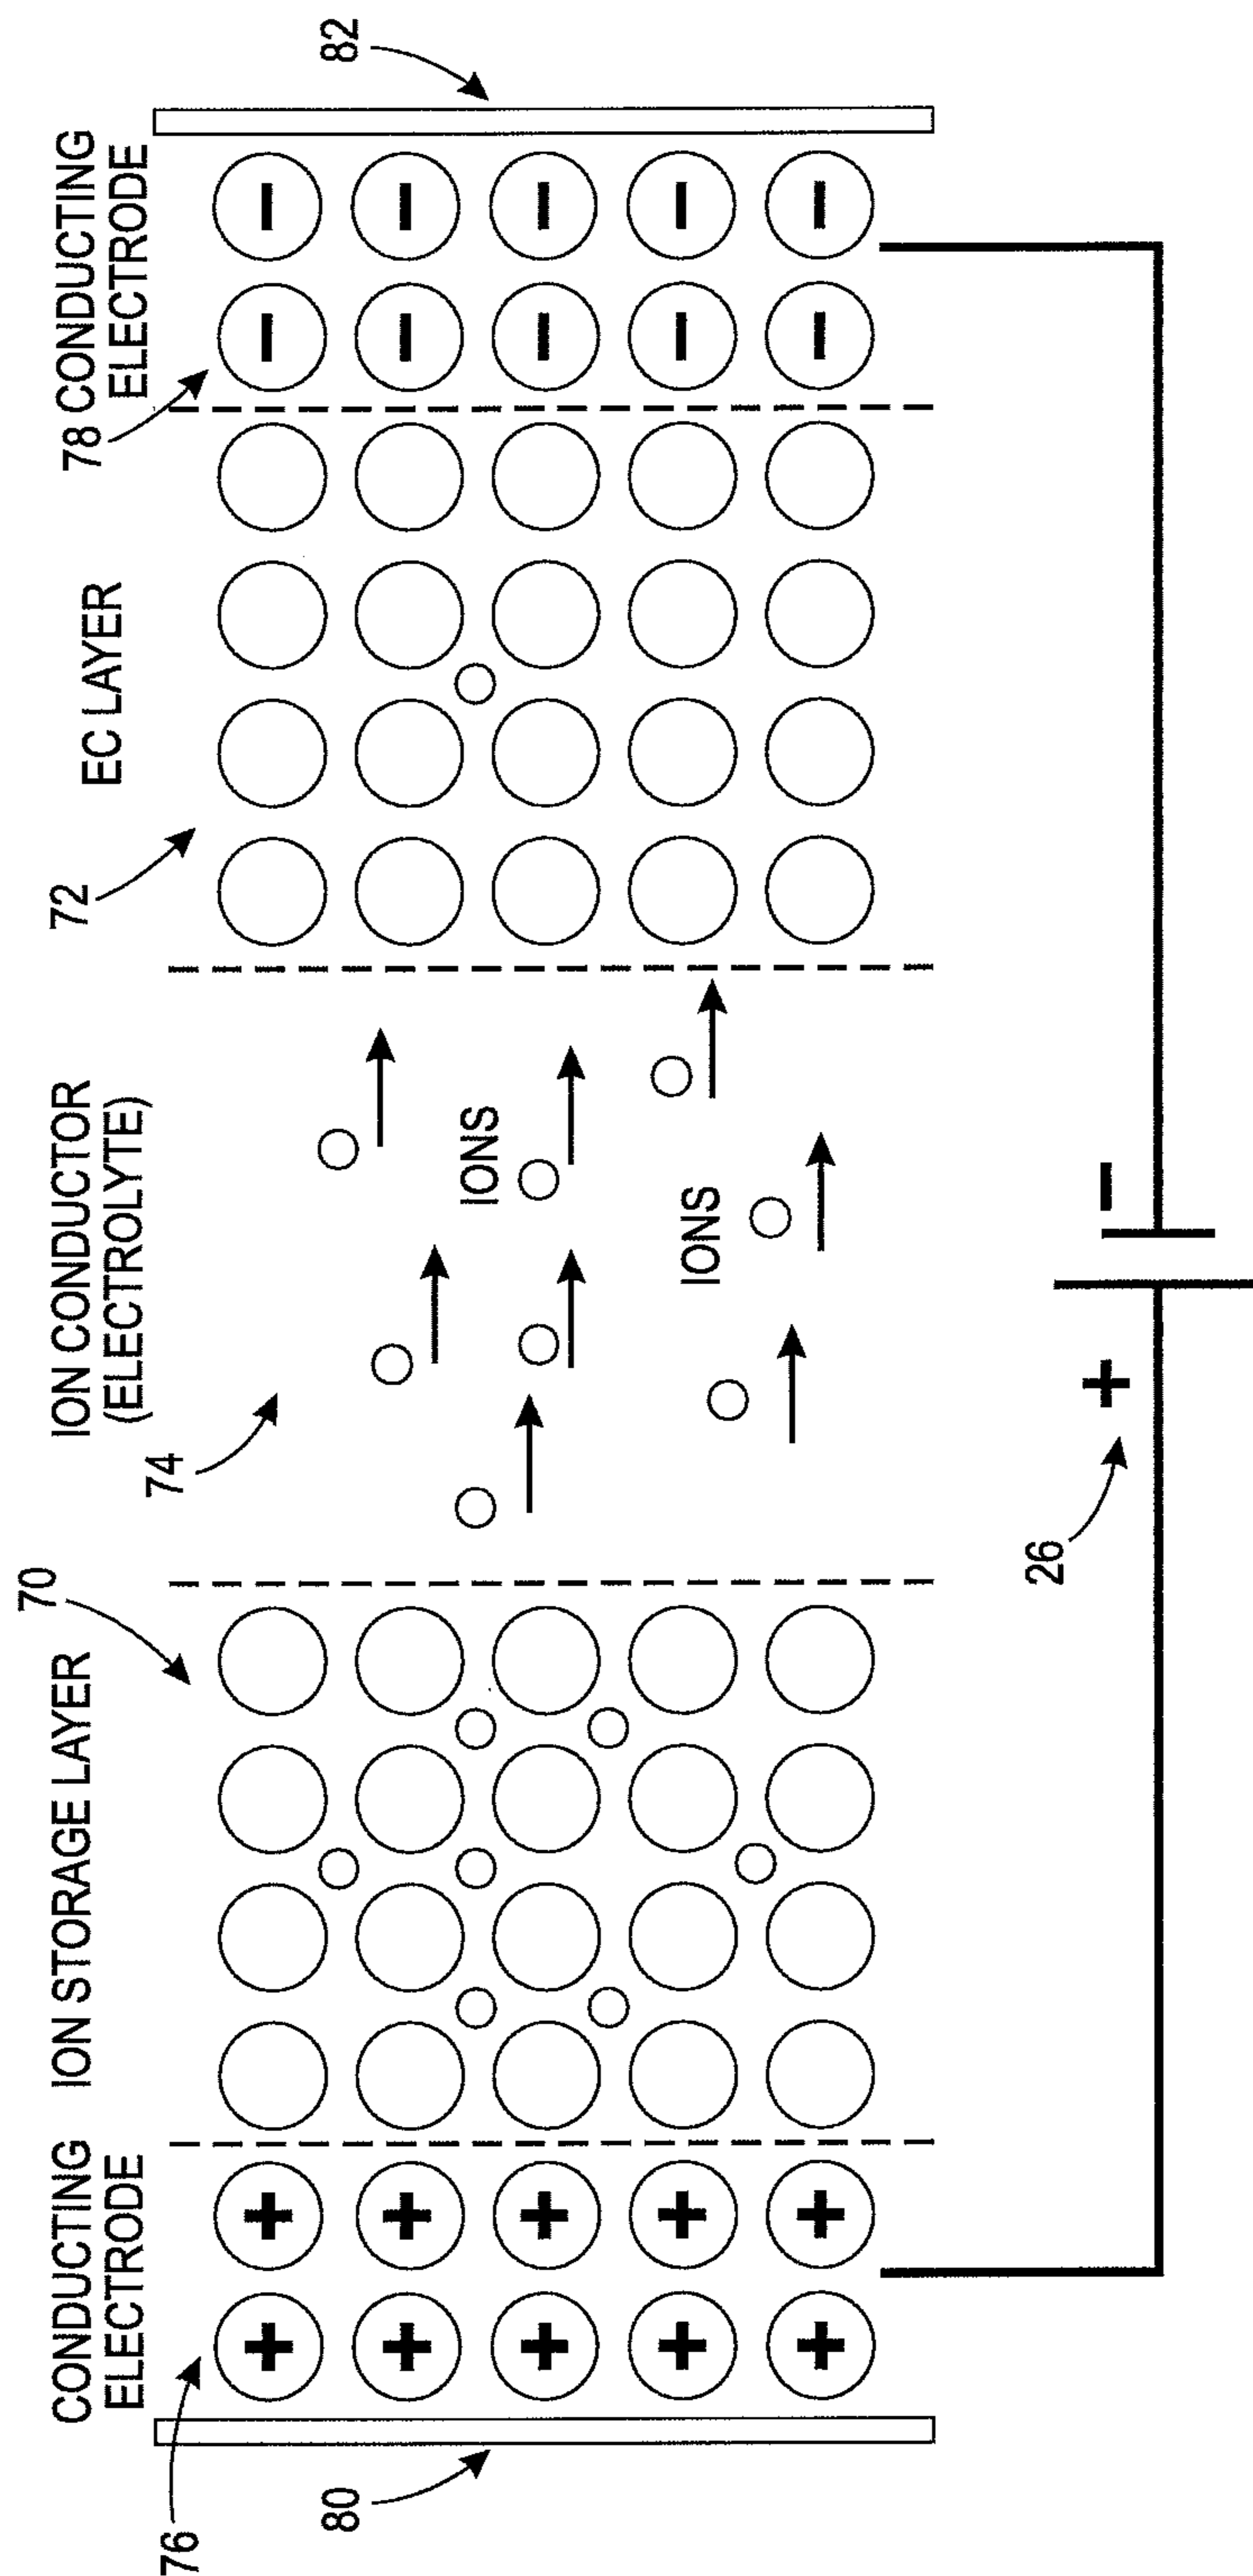 76
CONDUCTING
ELECTRODE
ION STORAGE LAYER
70
74
ION CONDUCTOR
(ELECTROLYTE)
72
EC LAYER
78
CONDUCTING
ELECTRODE
82
80
+ + + + +
+ + + + +
IONS
IONS
− − − − −
− − − − −
26
+ −